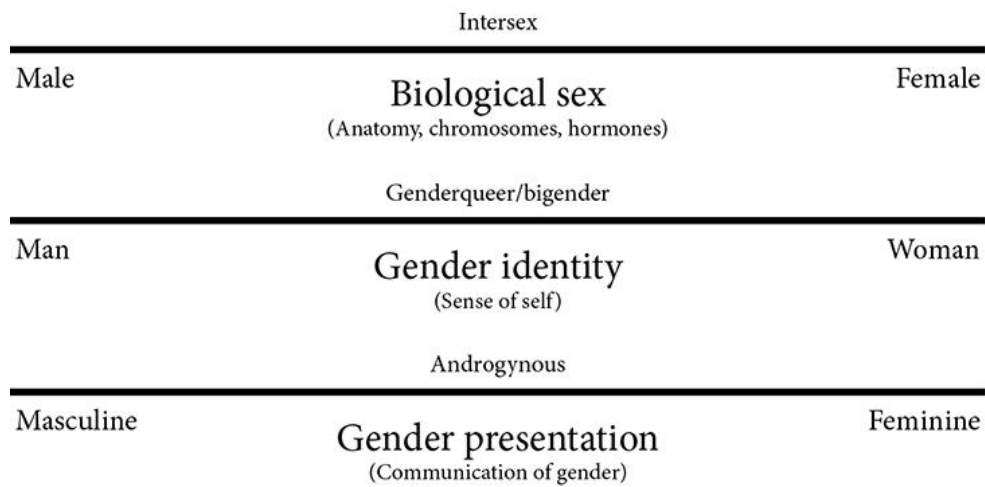 Intersex
Male Female
Biological sex
(Anatomy, chromosomes, hormones)
Genderqueer/bigender
Man Woman
Gender identity
(Sense of self)
Androgynous
Masculine Feminine
Gender presentation
(Communication of gender)